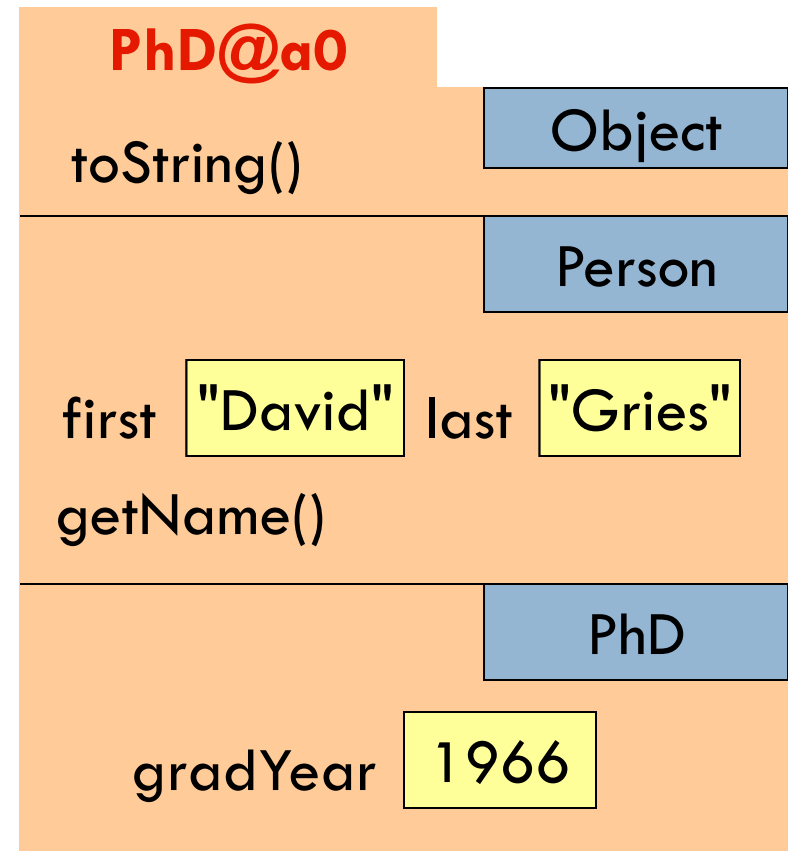 PhD@a0
Object
toString()
Person
first "David" last "Gries"
getName()
PhD
gradYear 1966